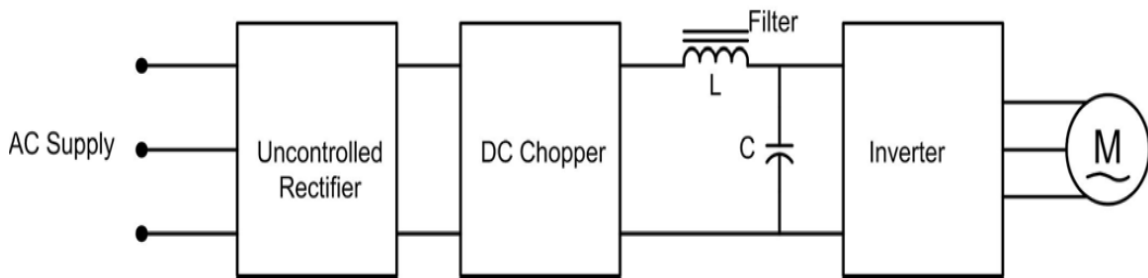 AC Supply
Uncontrolled
Rectifier
DC Chopper
Filter
L
C
Inverter
M